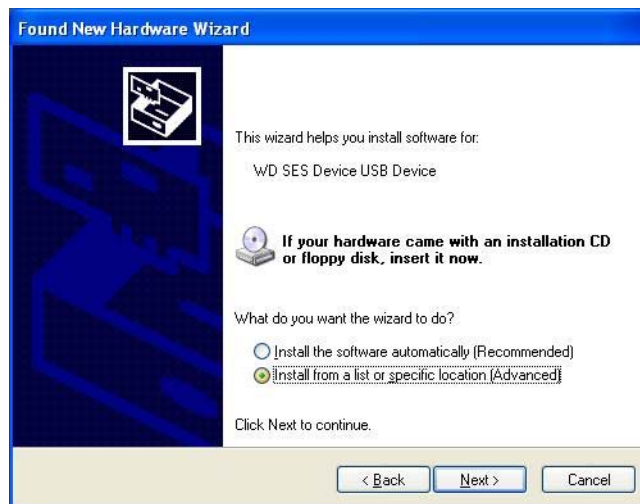 Found New Hardware Wizard
This wizard helps you install software for:
WD SES Device USB Device
If your hardware came with an installation CD
or floppy disk, insert it now.
What do you want the wizard to do?
Install the software automatically (Recommended)
Install from a list or specific location (Advanced)
Click Next to continue.
< Back
Next >
Cancel